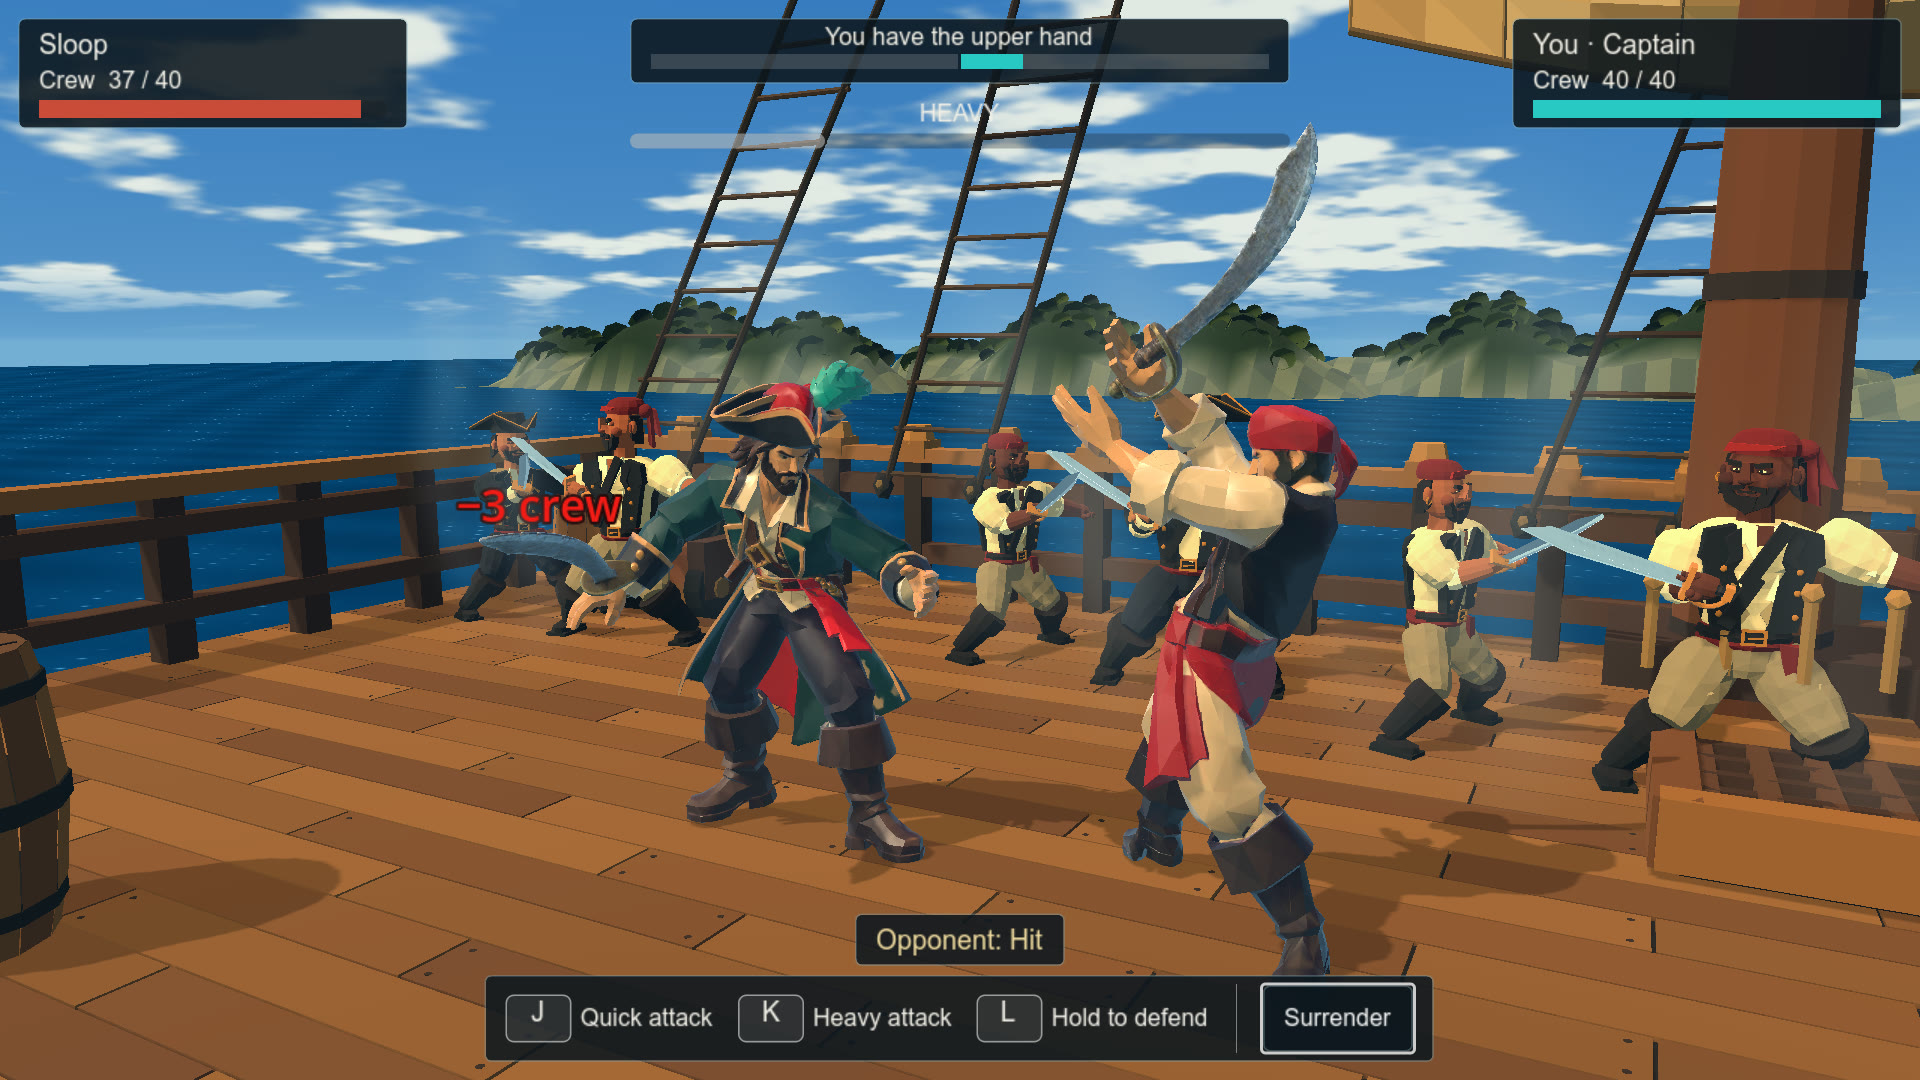 Sloop
Crew 37 / 40
You have the upper hand
HEAVY
You · Captain
Crew 40 / 40
−3 crew
Opponent: Hit
J Quick attack K Heavy attack L Hold to defend Surrender